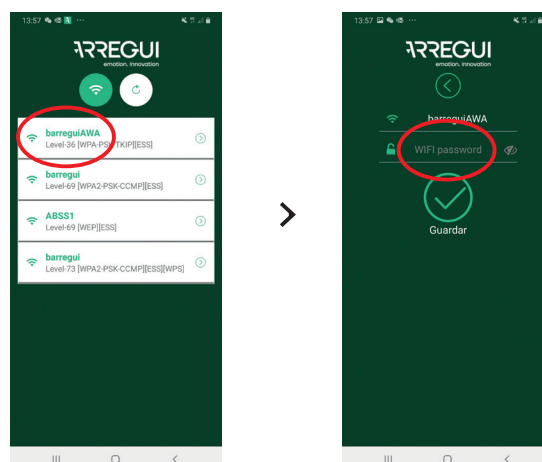 13:57
ARREGUI
emotion. innovation
barreguiAWA
Level-36 [WPA-PSK-TKIP][ESS]
barregui
Level-69 [WPA2-PSK-CCMP][ESS]
ABSS1
Level-69 [WEP][ESS]
barregui
Level-73 [WPA2-PSK-CCMP][ESS][WPS]
>
13:57
ARREGUI
emotion. innovation
barreguiAWA
WIFI password
Guardar